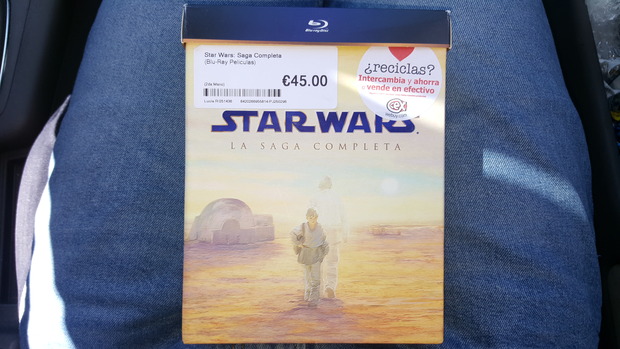 Blu-ray Disc
Star Wars: Saga Completa
(Blu-Ray Peliculas)
€45.00
¿reciclas?
Intercambia y ahorra
o vende en efectivo
STAR WARS
LA SAGA COMPLETA